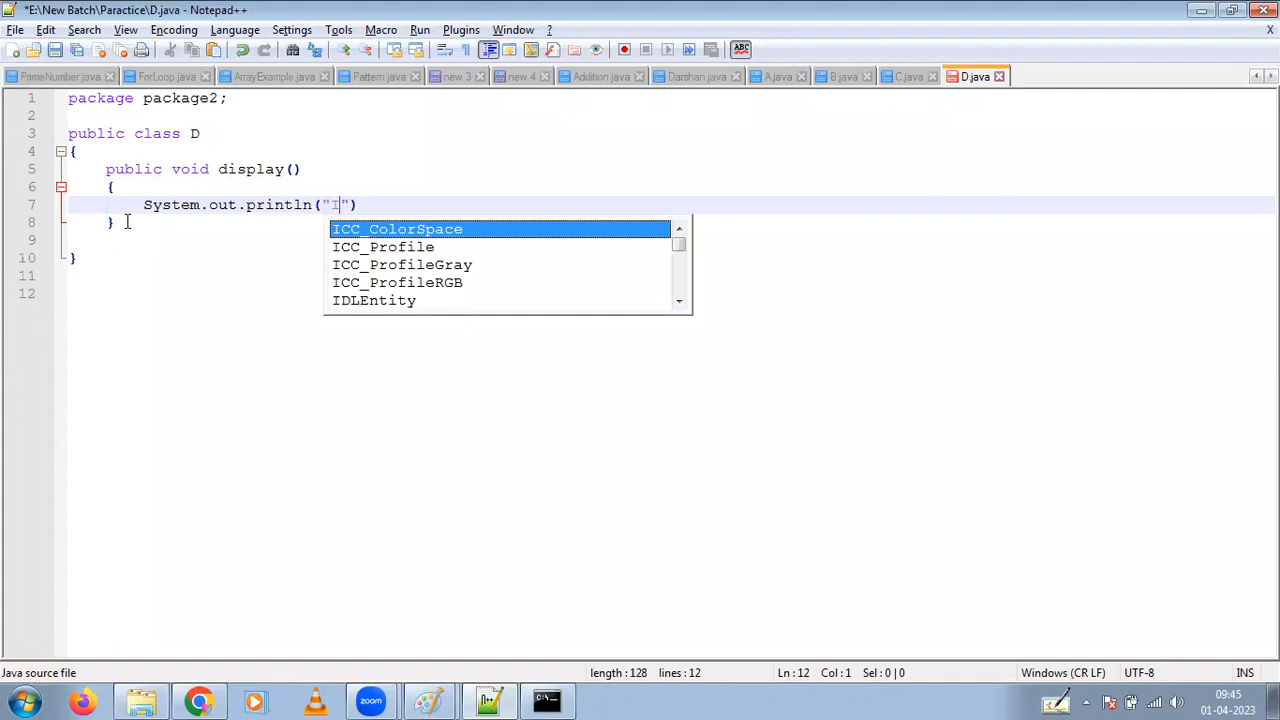 *E:\New Batch\Paractice\D.java - Notepad++
File Edit Search View Encoding Language Settings Tools Macro Run Plugins Window ? X
PrimeNumber.java ForLoop.java ArrayExample.java Pattern.java new 3 new 4 Addition.java Darshan.java A.java B.java C.java D.java
1 package package2;
2
3 public class D
4 {
5 public void display()
6 {
7 System.out.println("I")
8 }
9
10 }
11
12
ICC_ColorSpace
ICC_Profile
ICC_ProfileGray
ICC_ProfileRGB
IDLEntity
Java source file length : 128 lines : 12 Ln : 12 Col : 1 Sel : 0 | 0 Windows (CR LF) UTF-8 INS
zoom
09:45
01-04-2023